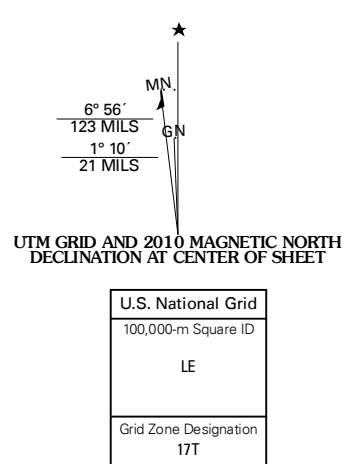 ★
MN.
6° 56´
123 MILS
GN
1° 10´
21 MILS
UTM GRID AND 2010 MAGNETIC NORTH
DECLINATION AT CENTER OF SHEET
U.S. National Grid
100,000-m Square ID
LE
Grid Zone Designation
17T